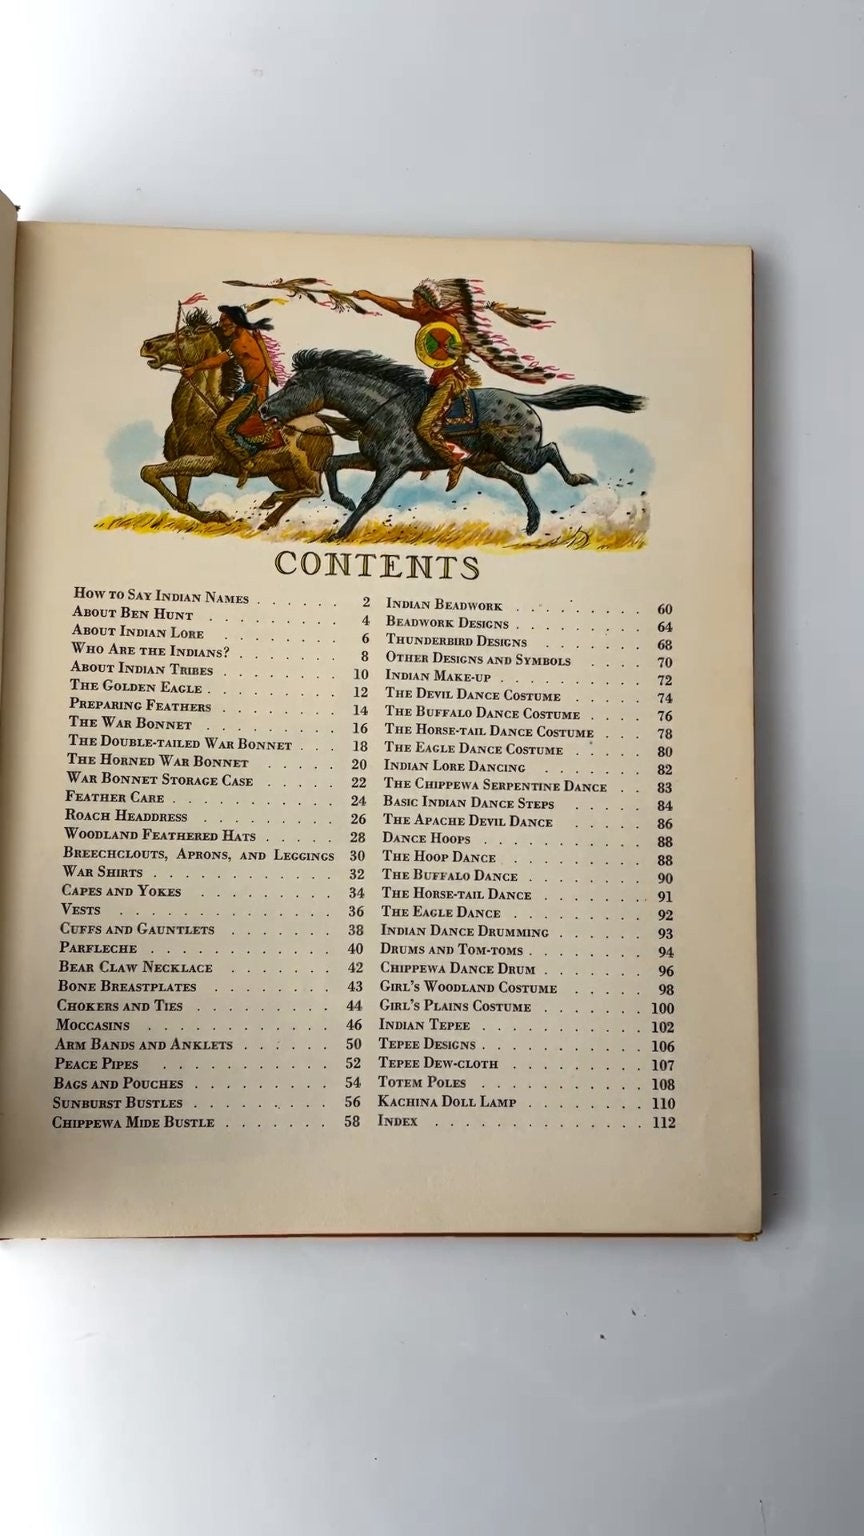 CONTENTS
How to Say Indian Names . . . . . . 2
About Ben Hunt . . . . . . . . . 4
About Indian Lore . . . . . . . . 6
Who Are the Indians? . . . . . . . 8
About Indian Tribes . . . . . . . . 10
The Golden Eagle . . . . . . . . . 12
Preparing Feathers . . . . . . . . 14
The War Bonnet . . . . . . . . . 16
The Double-tailed War Bonnet . . . 18
The Horned War Bonnet . . . . . 20
War Bonnet Storage Case . . . . . 22
Feather Care . . . . . . . . . . . 24
Roach Headdress . . . . . . . . . 26
Woodland Feathered Hats . . . . . 28
Breechclouts, Aprons, and Leggings 30
War Shirts . . . . . . . . . . . . 32
Capes and Yokes . . . . . . . . . 34
Vests . . . . . . . . . . . . . . 36
Cuffs and Gauntlets . . . . . . . 38
Parfleche . . . . . . . . . . . . 40
Bear Claw Necklace . . . . . . . 42
Bone Breastplates . . . . . . . . 43
Chokers and Ties . . . . . . . . . 44
Moccasins . . . . . . . . . . . . 46
Arm Bands and Anklets . . . . . . 50
Peace Pipes . . . . . . . . . . . 52
Bags and Pouches . . . . . . . . . 54
Sunburst Bustles . . . . . . . . . 56
Chippewa Mide Bustle . . . . . . . 58
Indian Beadwork . . . . . . . . . 60
Beadwork Designs . . . . . . . . . 64
Thunderbird Designs . . . . . . . 68
Other Designs and Symbols . . . . 70
Indian Make-up . . . . . . . . . . 72
The Devil Dance Costume . . . . . 74
The Buffalo Dance Costume . . . . 76
The Horse-tail Dance Costume . . . 78
The Eagle Dance Costume . . . . . 80
Indian Lore Dancing . . . . . . . 82
The Chippewa Serpentine Dance . . 83
Basic Indian Dance Steps . . . . . 84
The Apache Devil Dance . . . . . 86
Dance Hoops . . . . . . . . . . . 88
The Hoop Dance . . . . . . . . . 88
The Buffalo Dance . . . . . . . . 90
The Horse-tail Dance . . . . . . . 91
The Eagle Dance . . . . . . . . . 92
Indian Dance Drumming . . . . . . 93
Drums and Tom-toms . . . . . . . . 94
Chippewa Dance Drum . . . . . . . 96
Girl's Woodland Costume . . . . . 98
Girl's Plains Costume . . . . . . . 100
Indian Tepee . . . . . . . . . . . 102
Tepee Designs . . . . . . . . . . . 106
Tepee Dew-cloth . . . . . . . . . 107
Totem Poles . . . . . . . . . . . 108
Kachina Doll Lamp . . . . . . . . 110
Index . . . . . . . . . . . . . . 112